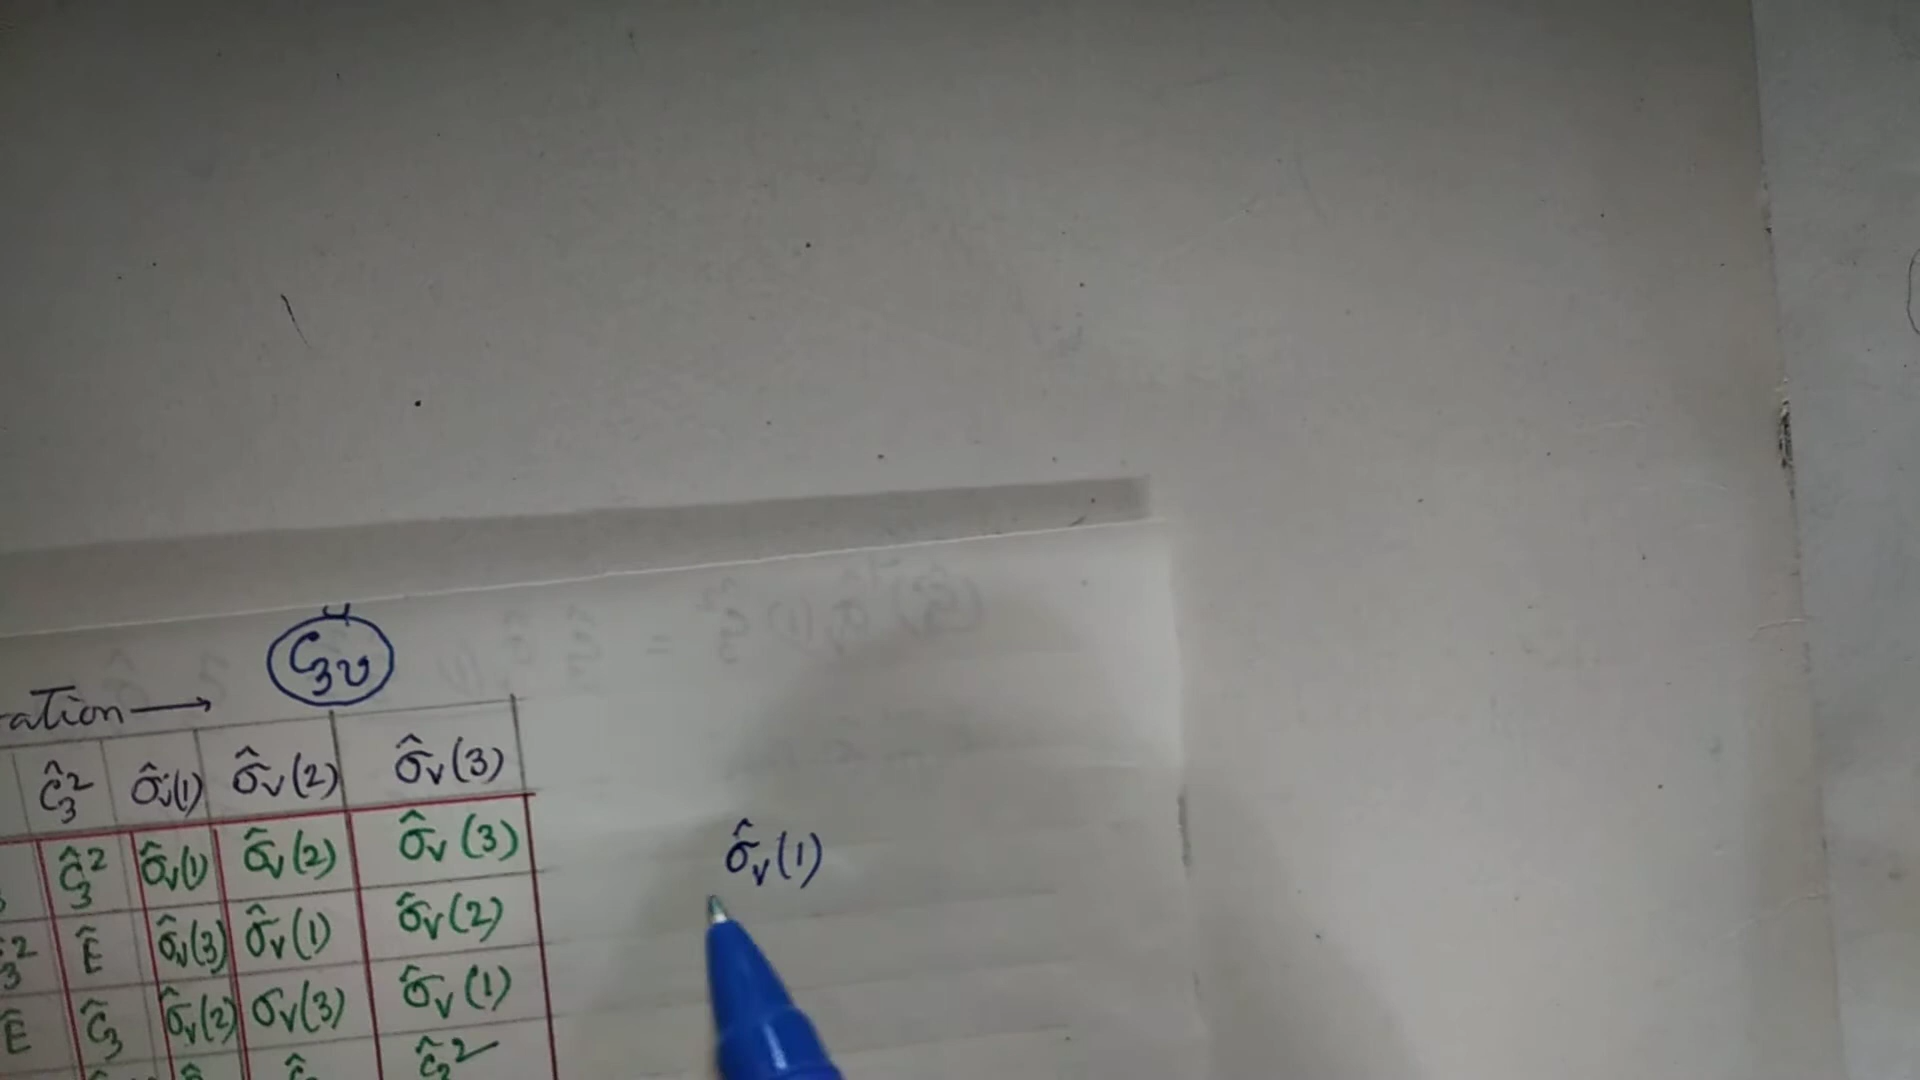 C3v
ation →
Ĉ₃² σ̂v(1) σ̂v(2) σ̂v(3)
Ĉ₃² σ̂v(1) σ̂v(2) σ̂v(3)
Ê σ̂v(3) σ̂v(1) σ̂v(2)
Ê Ĉ₃ σ̂v(2) σv(3) σ̂v(1)
Ĉ₃²
σ̂v(1)